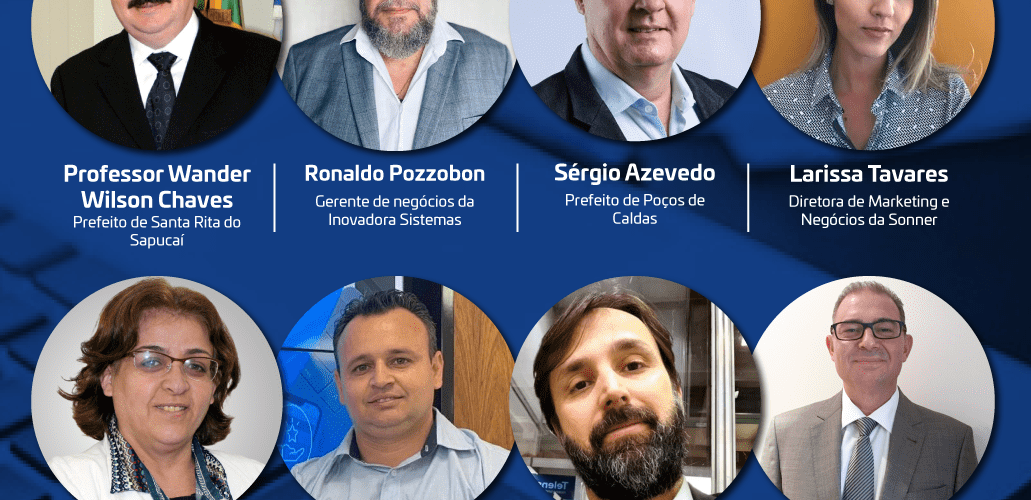 Professor Wander
Wilson Chaves
Prefeito de Santa Rita do
Sapucaí
Ronaldo Pozzobon
Gerente de negócios da
Inovadora Sistemas
Sérgio Azevedo
Prefeito de Poços de
Caldas
Larissa Tavares
Diretora de Marketing e
Negócios da Sonner